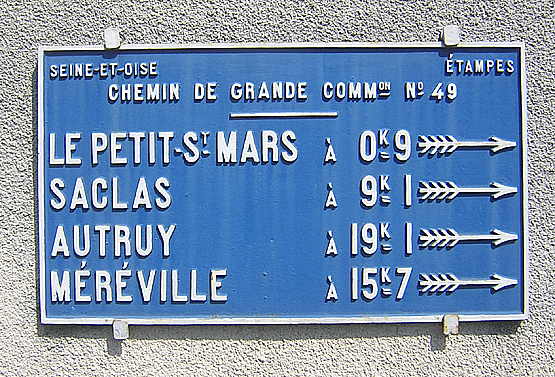 SEINE-ET-OISE ÉTAMPES
CHEMIN DE GRANDE COMMON NO 49
LE PETIT-ST-MARS À 0K9
SACLAS À 9K1
AUTRUY À 19K1
MÉRÉVILLE À 15K7